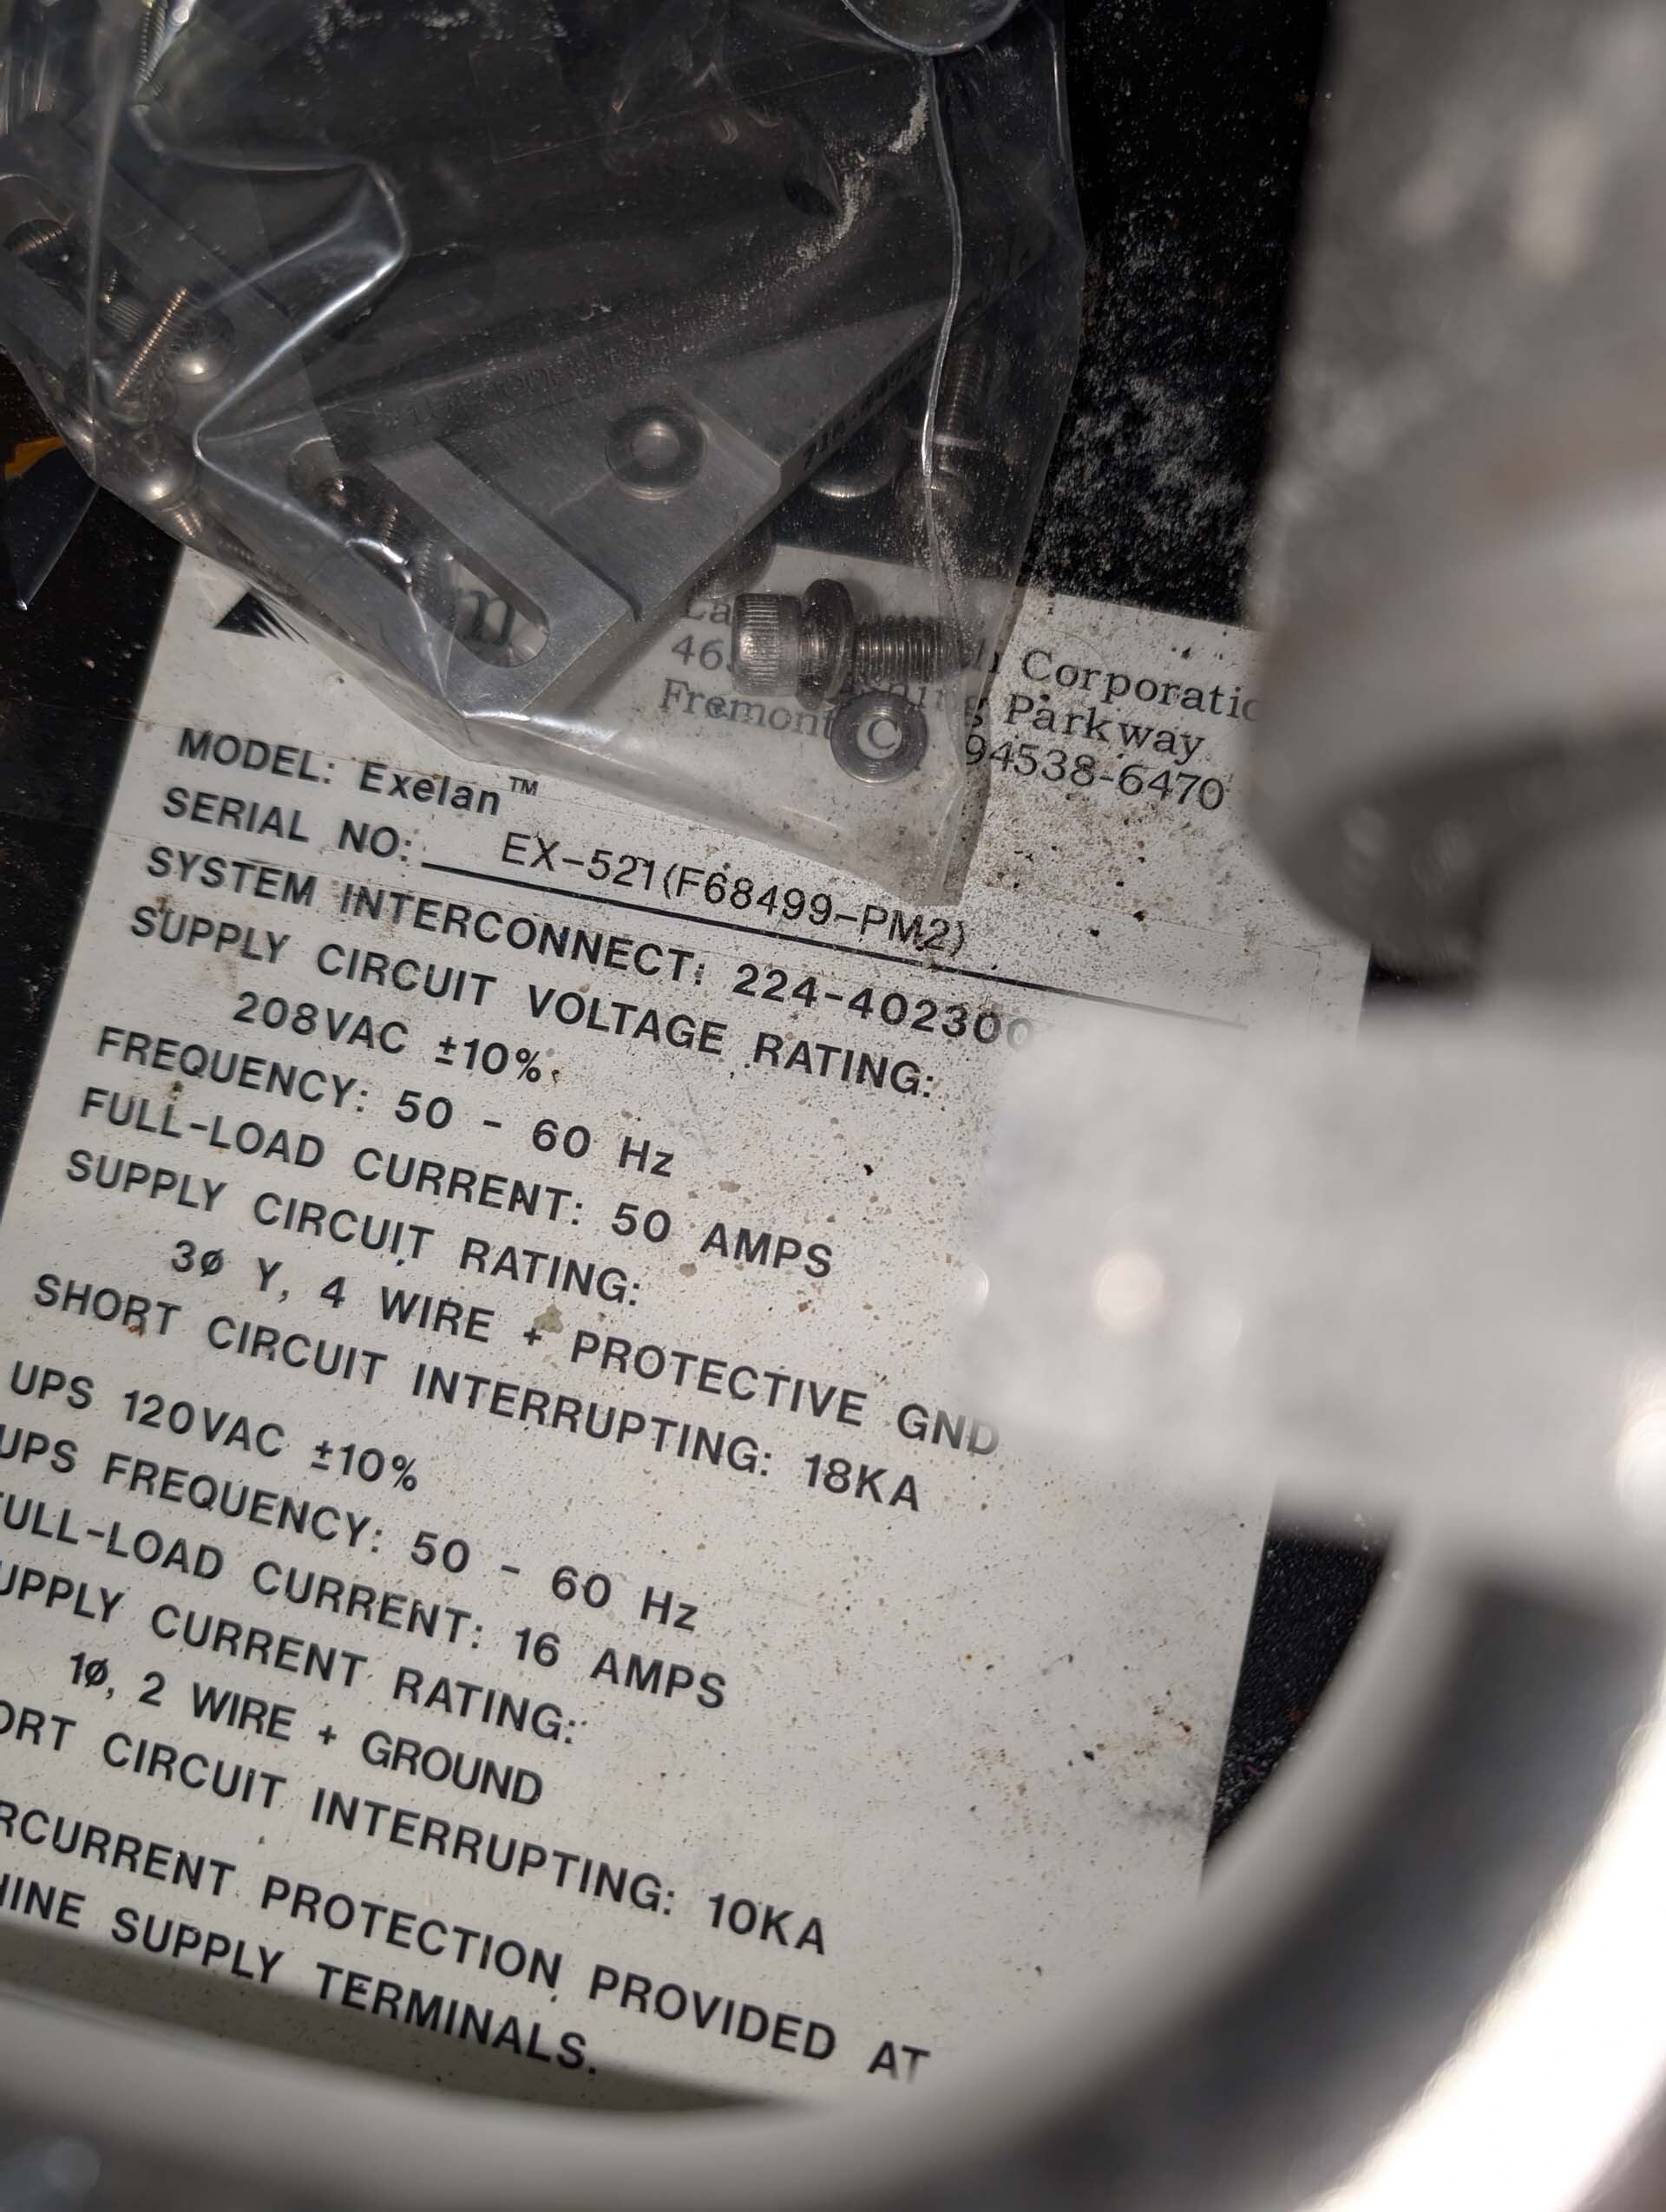 Corporatio
Parkway
Fremont C 94538-6470
MODEL: Exelan™
SERIAL NO: EX-521(F68499-PM2)
SYSTEM INTERCONNECT: 224-402300
SUPPLY CIRCUIT VOLTAGE RATING:
208VAC ±10%
FREQUENCY: 50 - 60 Hz
FULL-LOAD CURRENT: 50 AMPS
SUPPLY CIRCUIT RATING:
3ø Y, 4 WIRE + PROTECTIVE GND
SHORT CIRCUIT INTERRUPTING: 18KA
UPS 120VAC ±10%
UPS FREQUENCY: 50 - 60 Hz
ULL-LOAD CURRENT: 16 AMPS
UPPLY CURRENT RATING:
1ø, 2 WIRE + GROUND
ORT CIRCUIT INTERRUPTING: 10KA
RCURRENT PROTECTION PROVIDED AT
HINE SUPPLY TERMINALS.